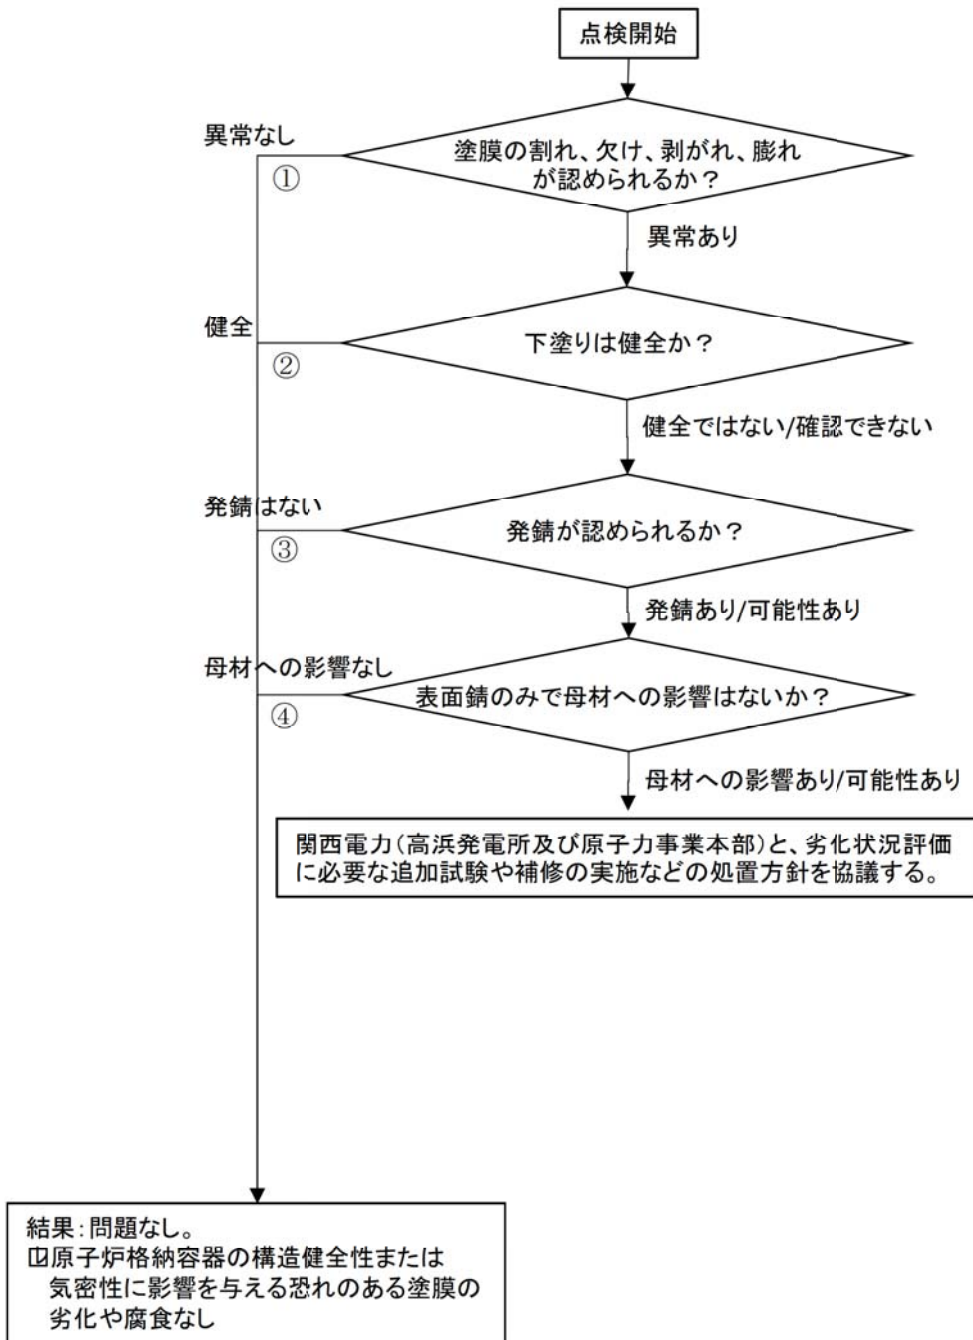 点検開始
異常なし
①
塗膜の割れ、欠け、剥がれ、膨れ
が認められるか？
異常あり
健全
②
下塗りは健全か？
健全ではない/確認できない
発錆はない
③
発錆が認められるか？
発錆あり/可能性あり
母材への影響なし
④
表面錆のみで母材への影響はないか？
母材への影響あり/可能性あり
関西電力（高浜発電所及び原子力事業本部）と、劣化状況評価
に必要な追加試験や補修の実施などの処置方針を協議する。
結果：問題なし。
原子炉格納容器の構造健全性または
気密性に影響を与える恐れのある塗膜の
劣化や腐食なし